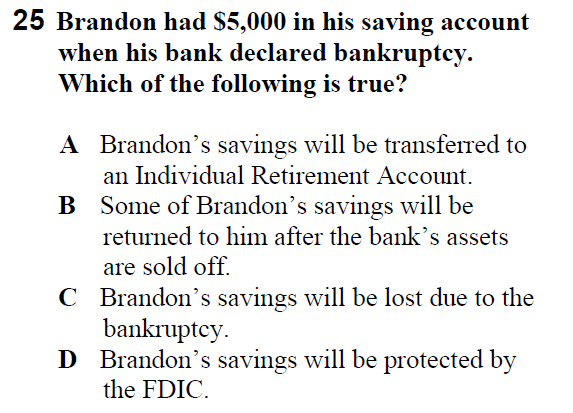 25 Brandon had $5,000 in his saving account
when his bank declared bankruptcy.
Which of the following is true?
A Brandon's savings will be transferred to
an Individual Retirement Account.
B Some of Brandon's savings will be
returned to him after the bank's assets
are sold off.
C Brandon's savings will be lost due to the
bankruptcy.
D Brandon's savings will be protected by
the FDIC.